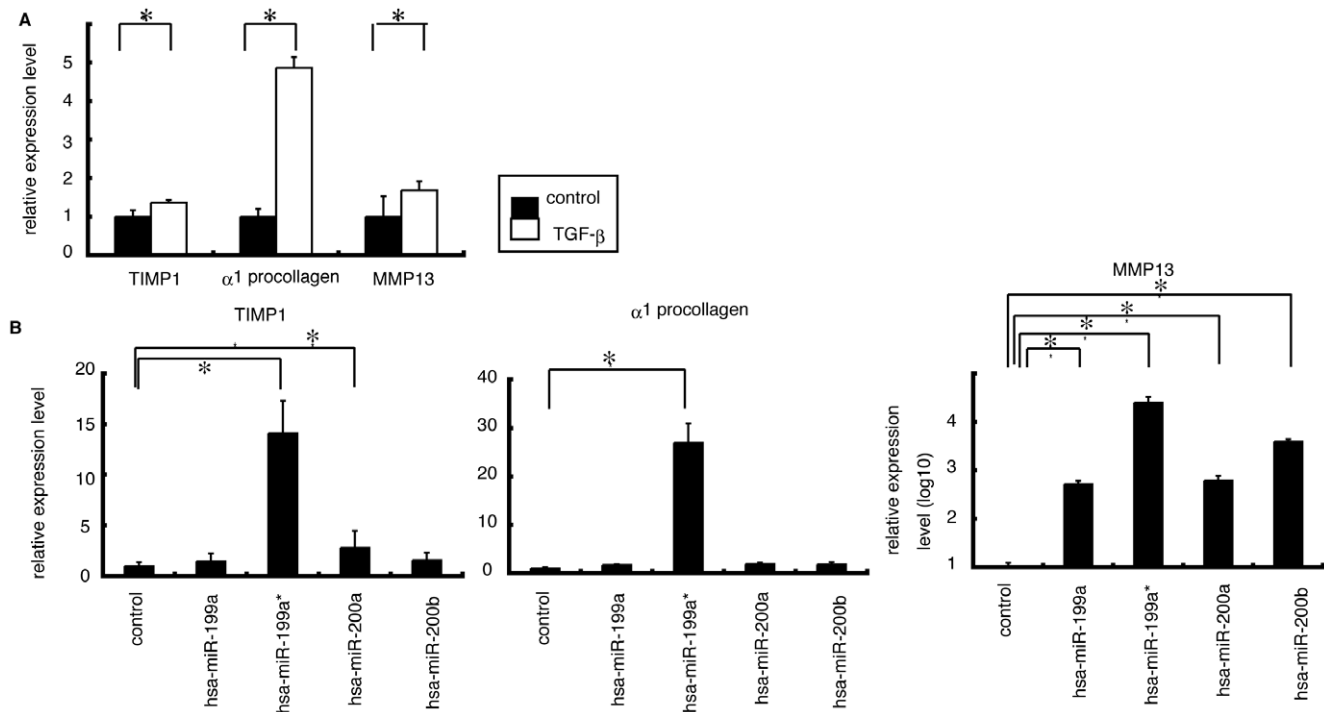 A
* * *
relative expression level
5
4
3
2
1
0
TIMP1 α1 procollagen MMP13
control
TGF-β
B
TIMP1
* *
relative expression level
20
15
10
5
0
control
hsa-miR-199a
hsa-miR-199a*
hsa-miR-200a
hsa-miR-200b
α1 procollagen
*
40
30
20
10
0
control
hsa-miR-199a
hsa-miR-199a*
hsa-miR-200a
hsa-miR-200b
MMP13
*
*
*
*
relative expression
level (log10)
4
3
2
1
control
hsa-miR-199a
hsa-miR-199a*
hsa-miR-200a
hsa-miR-200b